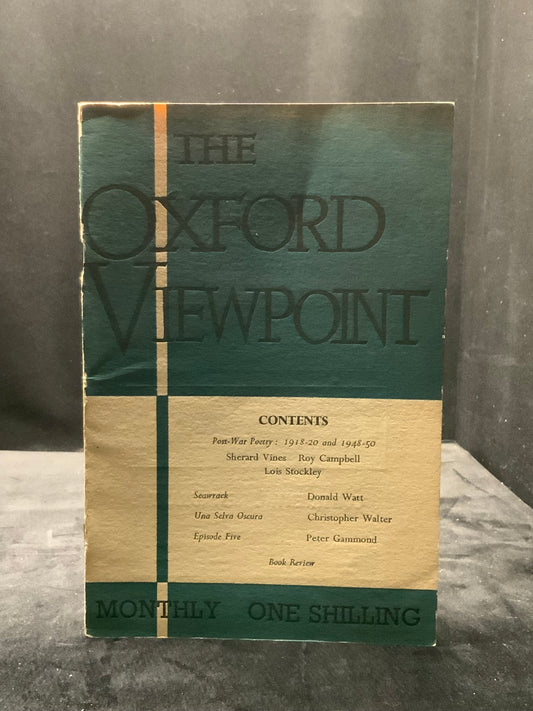 THE
OXFORD
VIEWPOINT
CONTENTS
Post-War Poetry: 1918-20 and 1948-50
Sherard Vines Roy Campbell
Lois Stockley
Seawrack Donald Watt
Una Selva Oscura Christopher Walter
Episode Five Peter Gammond
Book Review
MONTHLY ONE SHILLING